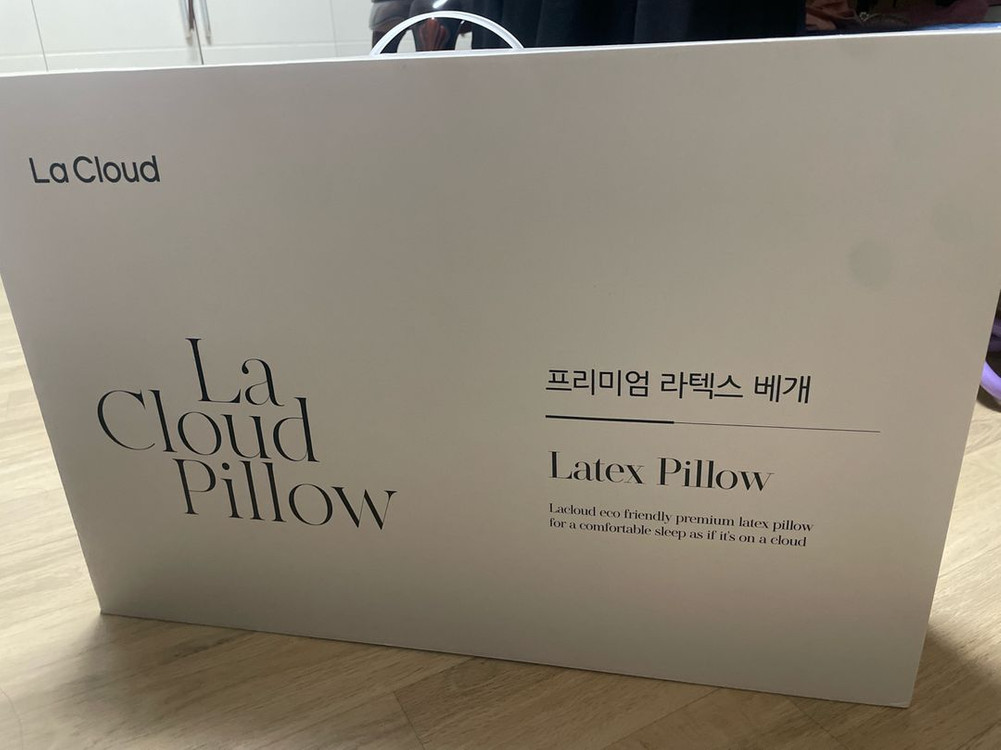 La Cloud
La
Cloud
Pillow
프리미엄 라텍스 베개
Latex Pillow
Lacloud eco friendly premium latex pillow
for a comfortable sleep as if it's on a cloud